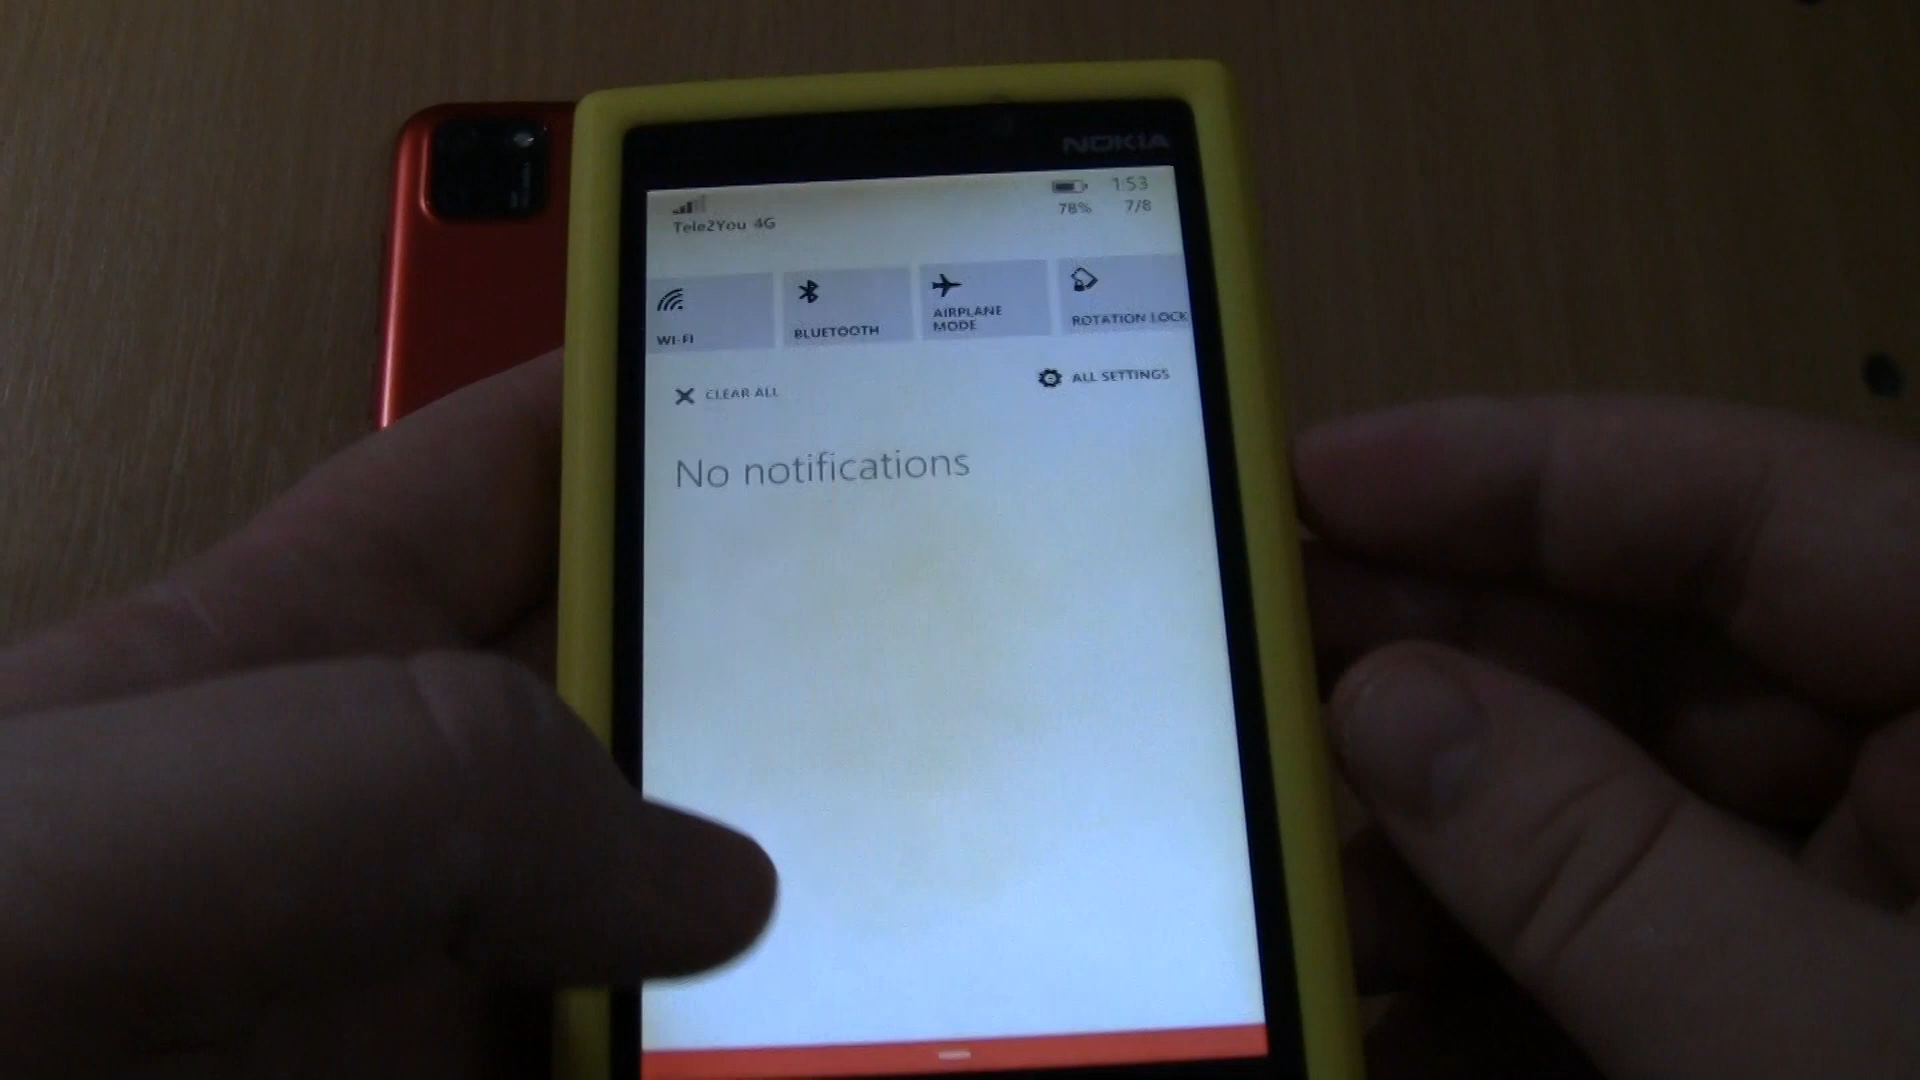 NOKIA
1:53
78% 7/8
Tele2You 4G
WI-FI
BLUETOOTH
AIRPLANE
MODE
ROTATION LOCK
CLEAR ALL
ALL SETTINGS
No notifications